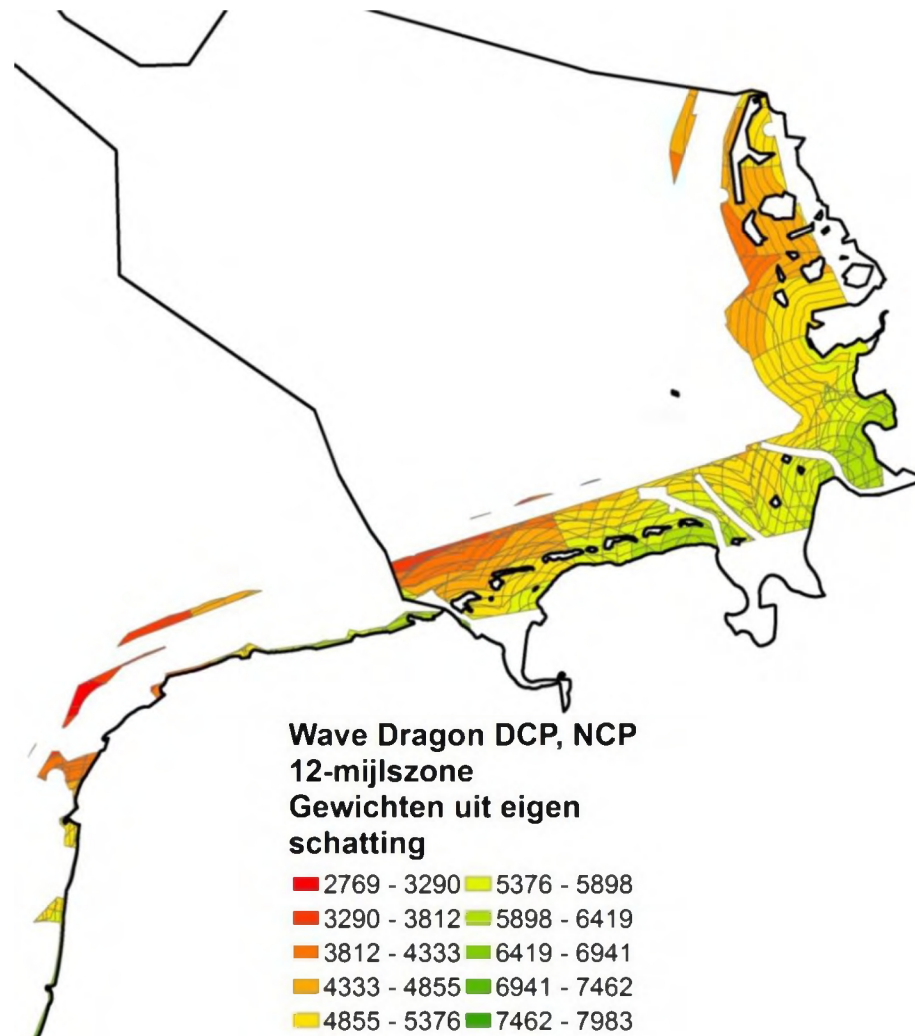 Wave Dragon DCP, NCP
12-mijlszone
Gewichten uit eigen
schatting
2769 - 3290 5376 - 5898
3290 - 3812 5898 - 6419
3812 - 4333 6419 - 6941
4333 - 4855 6941 - 7462
4855 - 5376 7462 - 7983